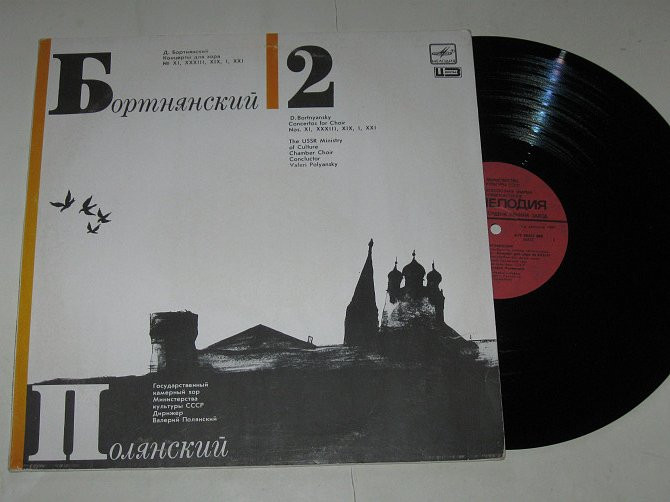 Д. Бортнянский
Концерты для хора
№ XI, XXXIII, XIX, I, XXI
МЕЛОДИЯ
Бортнянский
2
D. Bortnyansky
Concertos for Choir
Nos. XI, XXXIII, XIX, I, XXI
The USSR Ministry
of Culture
Chamber Choir
Conductor
Valeri Polyansky
МЕЛОДИЯ
Государственный
камерный хор
Министерства
культуры СССР
Дирижер
Валерий Полянский
Полянский